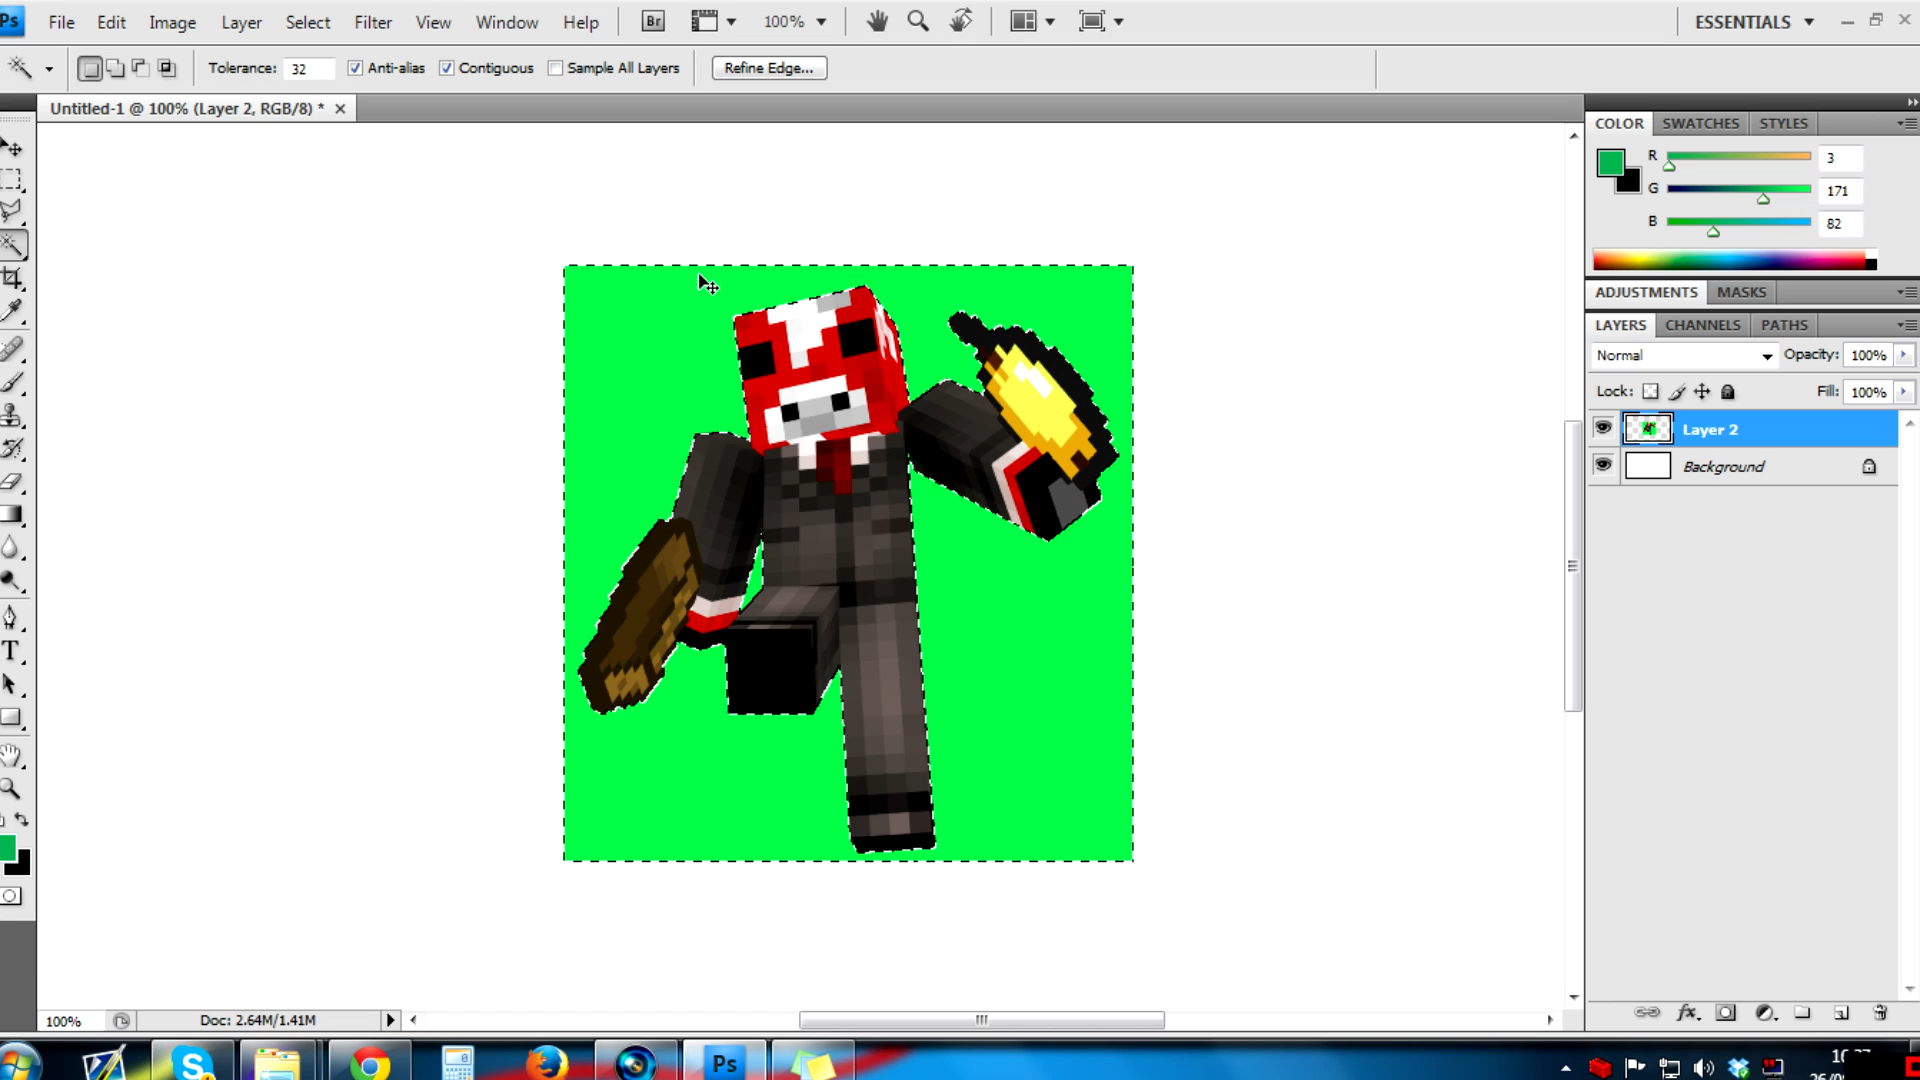 Ps File Edit Image Layer Select Filter View Window Help Br 100% ESSENTIALS
Tolerance: 32 Anti-alias Contiguous Sample All Layers Refine Edge...
Untitled-1 @ 100% (Layer 2, RGB/8) *
COLOR SWATCHES STYLES
R 3
G 171
B 82
ADJUSTMENTS MASKS
LAYERS CHANNELS PATHS
Normal Opacity: 100%
Lock: Fill: 100%
Layer 2
Background
100% Doc: 2.64M/1.41M
Ps